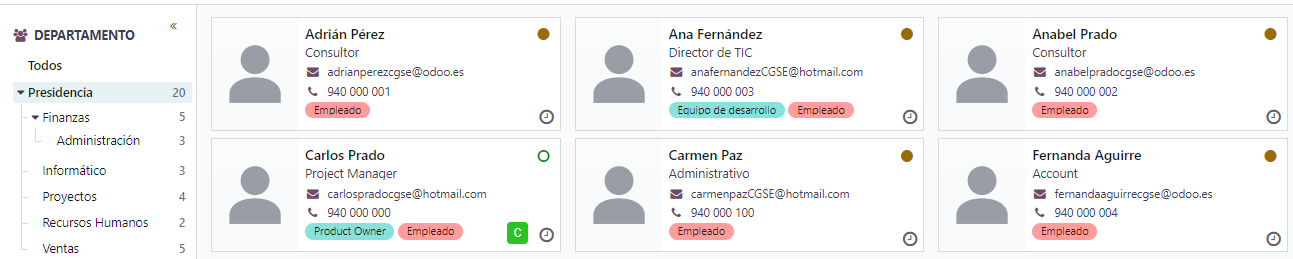 «
DEPARTAMENTO
Todos
Presidencia 20
Finanzas 5
Administración 3
Informático 3
Proyectos 4
Recursos Humanos 2
Ventas 5
Adrián Pérez
Consultor
adrianperezcgse@odoo.es
940 000 001
Empleado
Ana Fernández
Director de TIC
anafernandezCGSE@hotmail.com
940 000 003
Equipo de desarrollo Empleado
Anabel Prado
Consultor
anabelpradocgse@odoo.es
940 000 002
Empleado
Carlos Prado
Project Manager
carlospradocgse@hotmail.com
940 000 000
Product Owner Empleado
C
Carmen Paz
Administrativo
carmenpazCGSE@hotmail.com
940 000 100
Empleado
Fernanda Aguirre
Account
fernandaaguirrecgse@odoo.es
940 000 004
Empleado